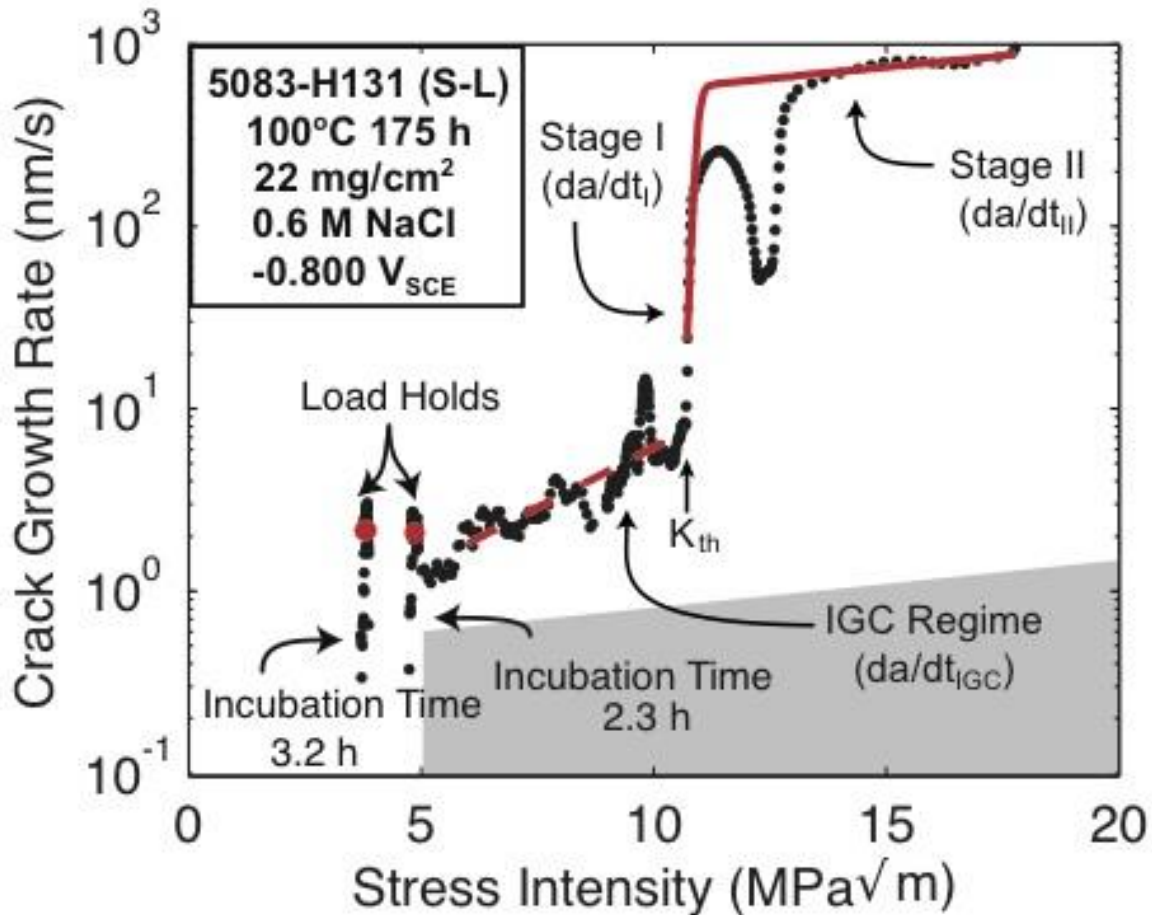 10³
10²
10¹
10⁰
10⁻¹
Crack Growth Rate (nm/s)
5083-H131 (S-L)
100°C 175 h
22 mg/cm²
0.6 M NaCl
-0.800 V_SCE
Stage I
(da/dt_I)
Stage II
(da/dt_II)
Load Holds
K_th
IGC Regime
(da/dt_IGC)
Incubation Time
3.2 h
Incubation Time
2.3 h
0 5 10 15 20
Stress Intensity (MPa√m)